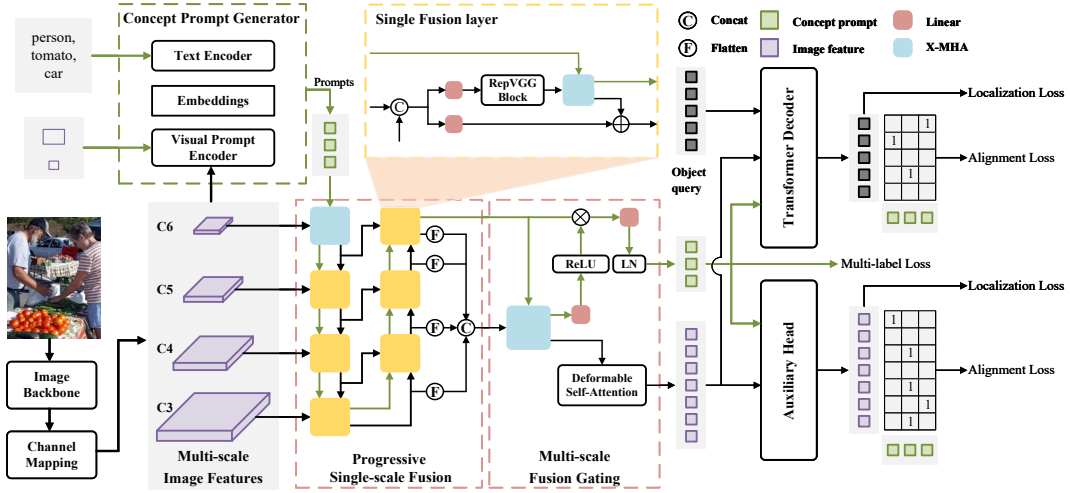 Concept Prompt Generator
person,
tomato,
car
Text Encoder
Embeddings
Visual Prompt
Encoder
Prompts
Single Fusion layer
C
RepVGG
Block
C Concat
Concept prompt
Linear
F Flatten
Image feature
X-MHA
Object
query
Transformer Decoder
1
1
1
Localization Loss
Alignment Loss
Multi-label Loss
C6
C5
C4
C3
Multi-scale
Image Features
Image
Backbone
Channel
Mapping
F
F
F
C
F
Progressive
Single-scale Fusion
ReLU
LN
Deformable
Self-Attention
Multi-scale
Fusion Gating
Auxiliary Head
1
1
1
1
1
Localization Loss
Alignment Loss